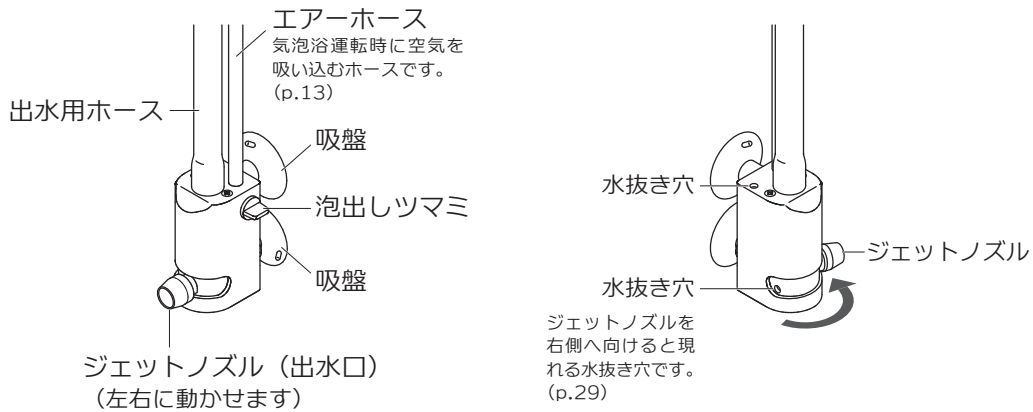 エアーホース
気泡浴運転時に空気を
吸い込むホースです。
(p.13)
出水用ホース
吸盤
泡出しツマミ
吸盤
ジェットノズル（出水口）
（左右に動かせます）
水抜き穴
ジェットノズル
水抜き穴
ジェットノズルを
右側へ向けると現
れる水抜き穴です。
(p.29)